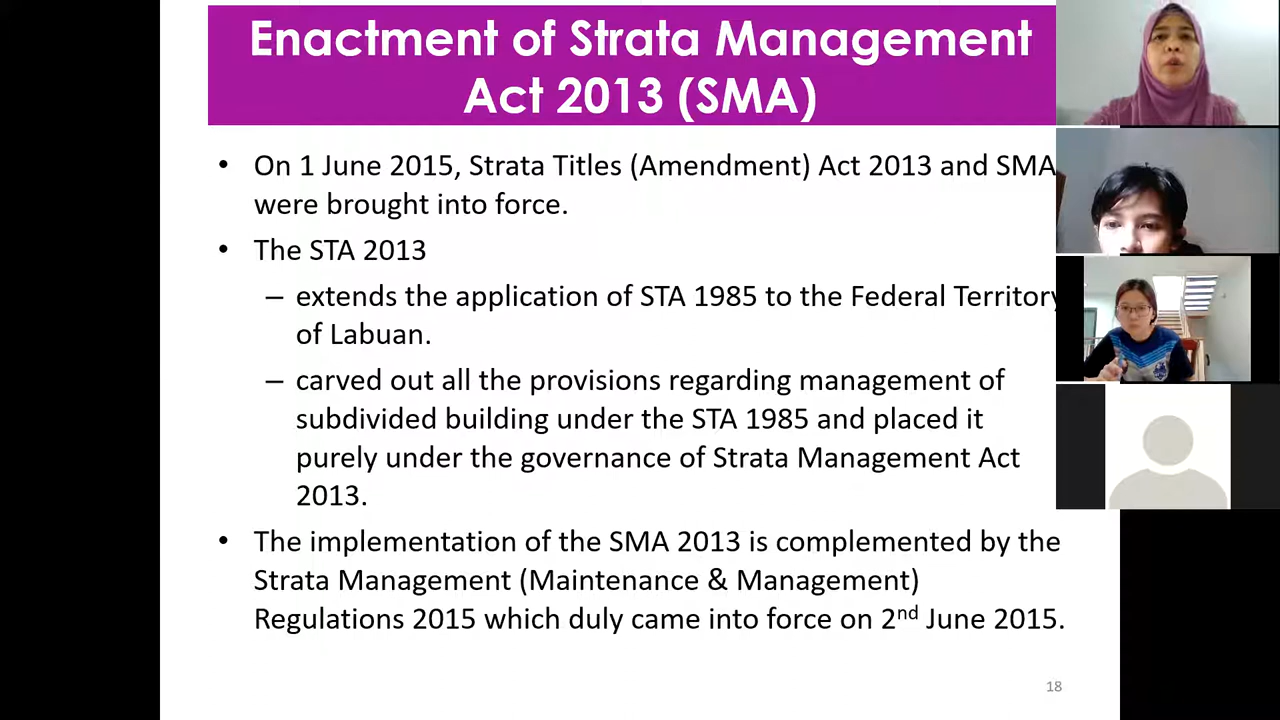 Enactment of Strata Management
Act 2013 (SMA)
• On 1 June 2015, Strata Titles (Amendment) Act 2013 and SMA
were brought into force.
• The STA 2013
– extends the application of STA 1985 to the Federal Territory
of Labuan.
– carved out all the provisions regarding management of
subdivided building under the STA 1985 and placed it
purely under the governance of Strata Management Act
2013.
• The implementation of the SMA 2013 is complemented by the
Strata Management (Maintenance & Management)
Regulations 2015 which duly came into force on 2nd June 2015.
18